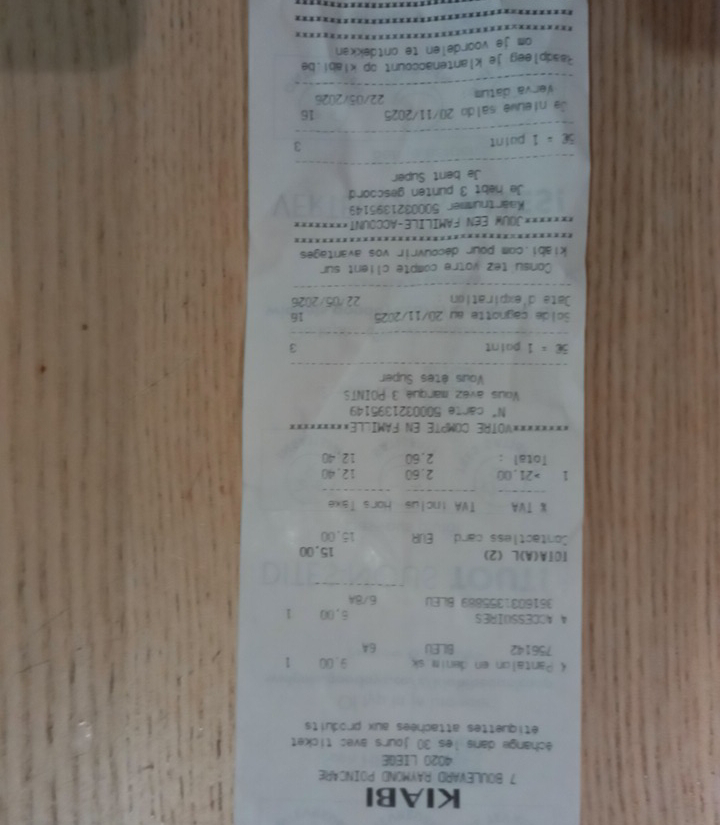 KIABI
7 BOULEVARD RAYMOND POINCARE
4020 LIEGE
échange dans les 30 jours avec ticket
étiquettes attachées aux produits
Pantalon en denim sk 9,00 1
756142 BLEU 6A
ACCESSOIRES 6,00 1
BLEU 6/8A
TOTA(A)L (2) 15,00
Contactless card EUR 15,00
% TVA TVA inclus Hors Taxe
1 >21,00 2,60 12,40
Total : 2,60 12,40
*********VOTRE COMPTE EN FAMILLE*********
N° carte 5000321395149
Vous avez marqué 3 POINTS
Vous êtes Super
5€ = 1 point 3
Solde cagnotte au 20/11/2025 16
Date d'expiration 22/05/2026
Consultez votre compte client sur
kiabi.com pour découvrir vos avantages
*******JOUW EEN FAMILILLE-ACCOUNT********
Kaartnummer 5000321395149
Je hebt 3 punten gescoord
Je bent Super
5€ = 1 point 3
Je nieuwe saldo 20/11/2025 16
Verva datum 22/05/2026
Raadpleeg je klantenaccount op kiabi.be
om je voordelen te ontdekken